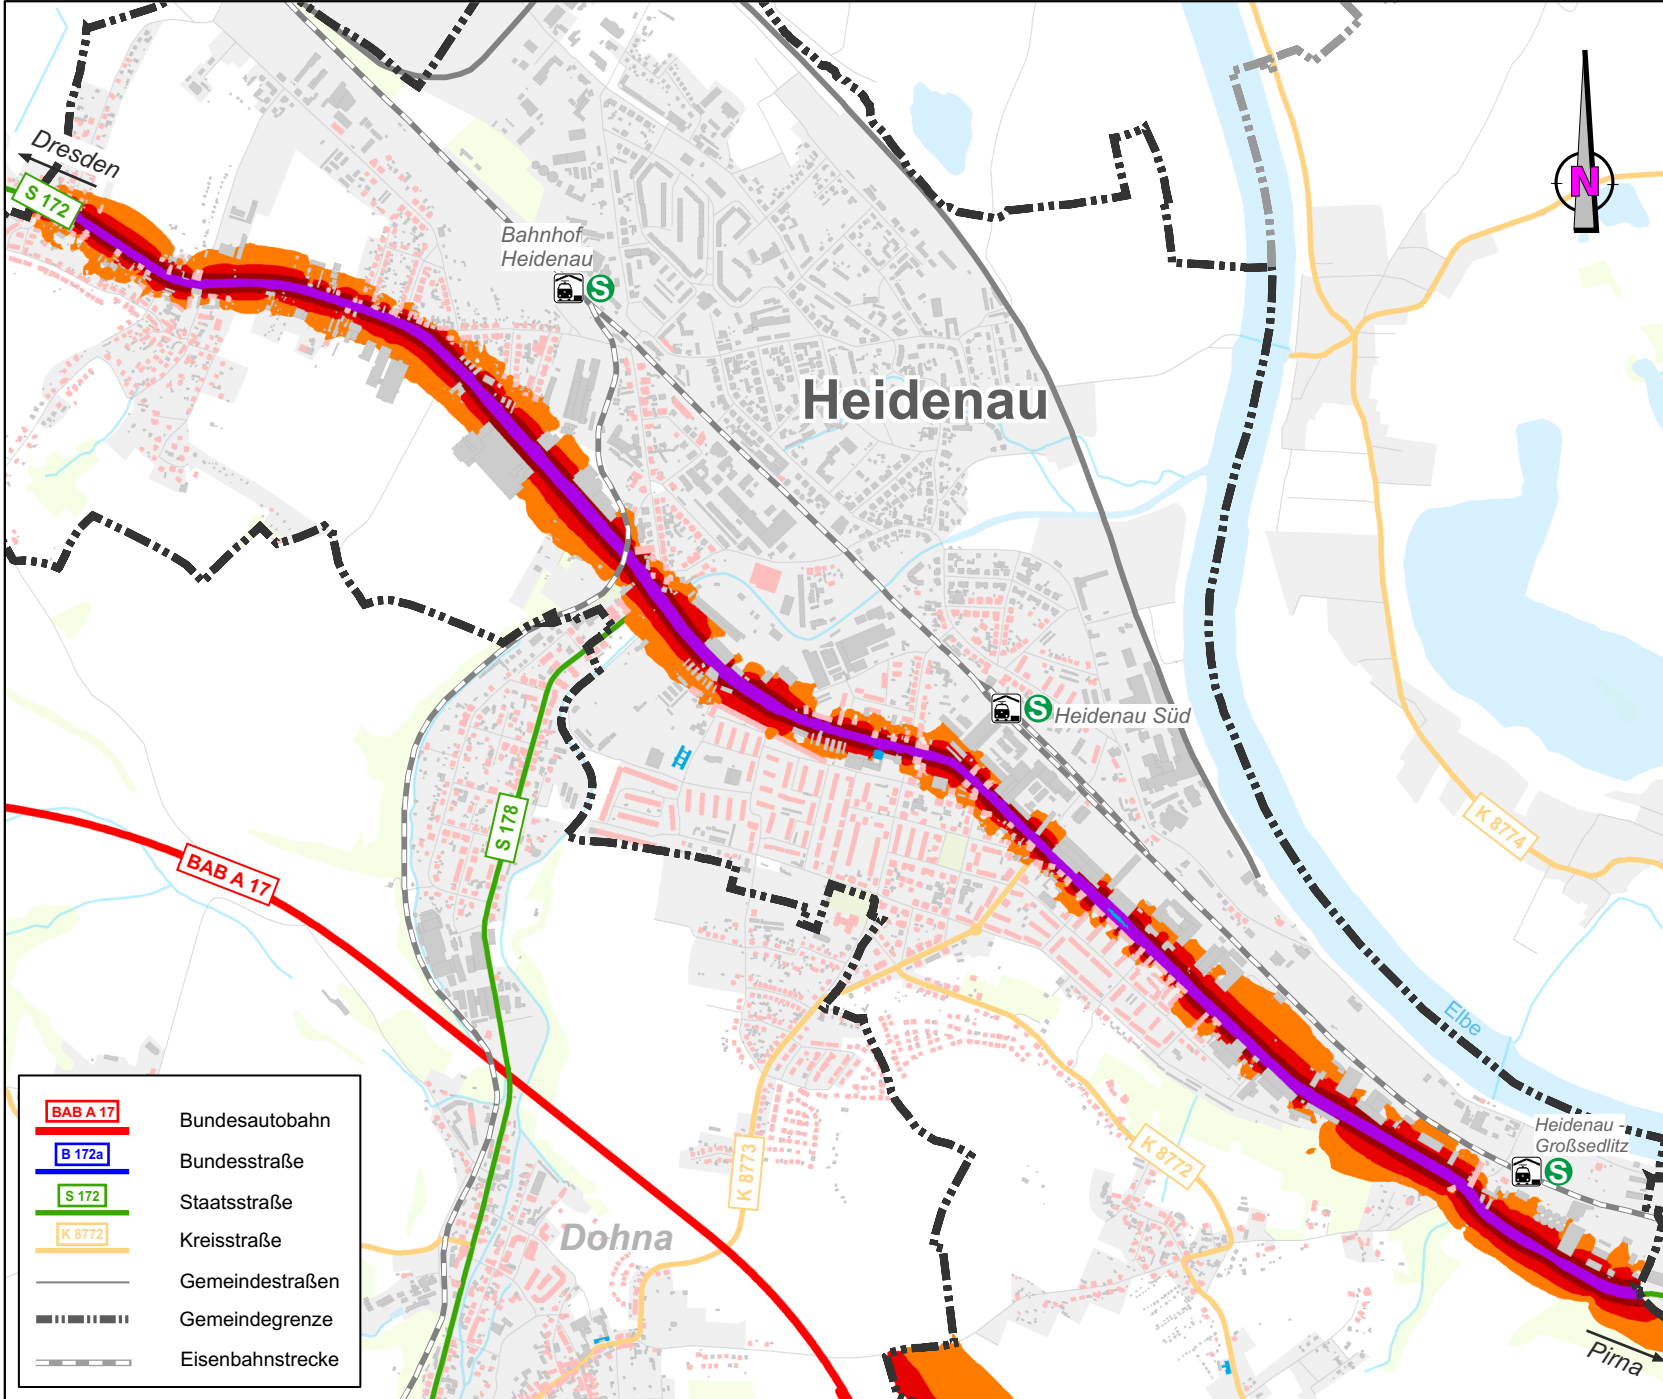 Dresden
S 172
N
Bahnhof
Heidenau
S
Heidenau
S
Heidenau Süd
K 8774
S 178
BAB A 17
Elbe
Heidenau -
Großsedlitz
S
K 8772
K 8773
Dohna
Pirna
BAB A 17 Bundesautobahn
B 172a Bundesstraße
S 172 Staatsstraße
K 8772 Kreisstraße
Gemeindestraßen
Gemeindegrenze
Eisenbahnstrecke